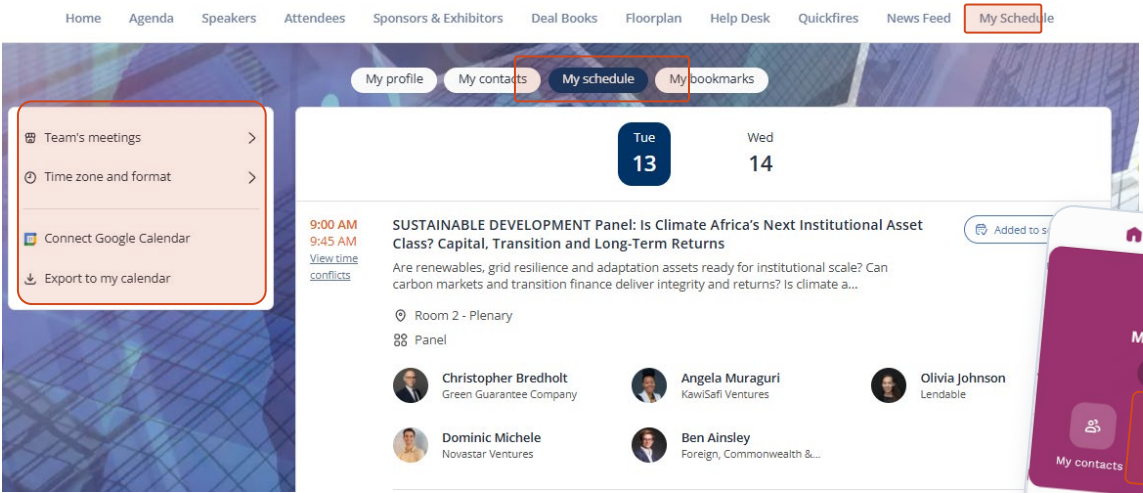 Home Agenda Speakers Attendees Sponsors & Exhibitors Deal Books Floorplan Help Desk Quickfires News Feed My Schedule
My profile My contacts My schedule My bookmarks
Team's meetings
Time zone and format
Connect Google Calendar
Export to my calendar
Tue Wed
13 14
9:00 AM
9:45 AM
View time
conflicts
SUSTAINABLE DEVELOPMENT Panel: Is Climate Africa's Next Institutional Asset
Class? Capital, Transition and Long-Term Returns
Added to s
Are renewables, grid resilience and adaptation assets ready for institutional scale? Can
carbon markets and transition finance deliver integrity and returns? Is climate a...
Room 2 - Plenary
Panel
Christopher Bredholt
Green Guarantee Company
Angela Muraguri
KawiSafi Ventures
Olivia Johnson
Lendable
Dominic Michele
Novastar Ventures
Ben Ainsley
Foreign, Commonwealth &...
M
My contacts